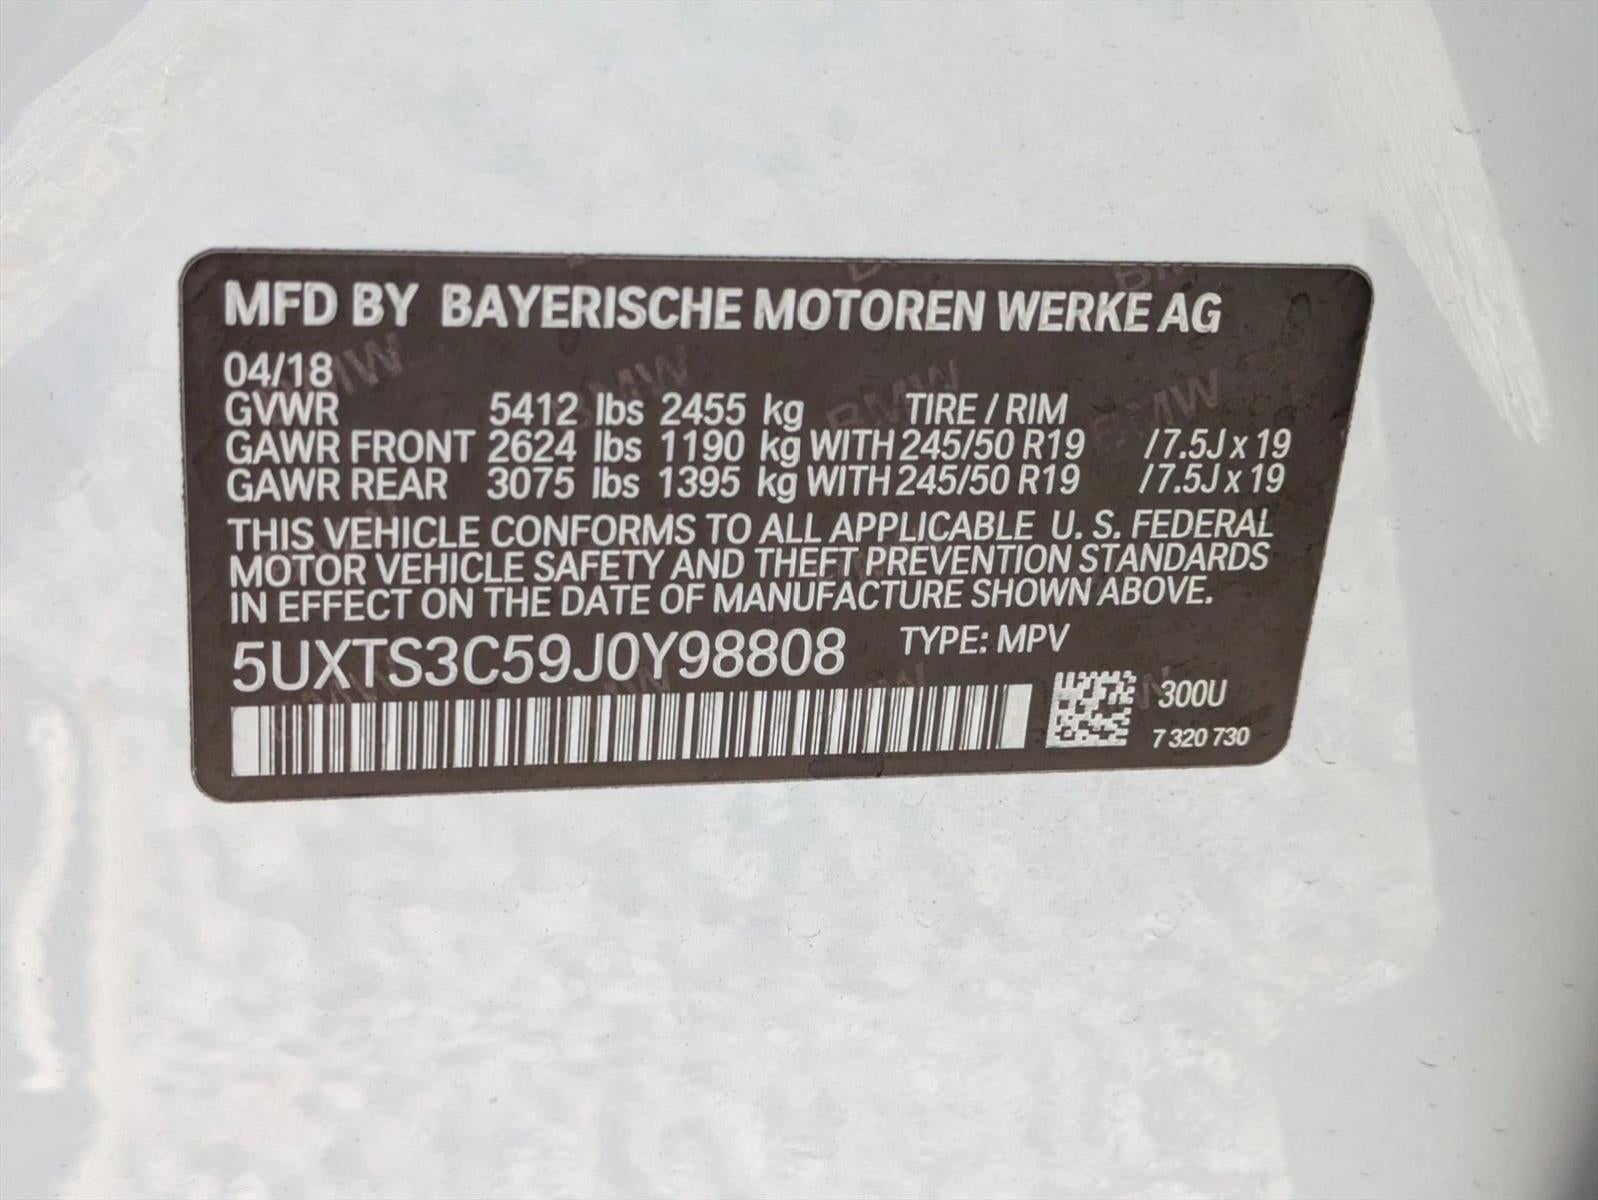 MFD BY BAYERISCHE MOTOREN WERKE AG
04/18
GVWR 5412 lbs 2455 kg TIRE / RIM
GAWR FRONT 2624 lbs 1190 kg WITH 245/50 R19 / 7.5J x 19
GAWR REAR 3075 lbs 1395 kg WITH 245/50 R19 / 7.5J x 19
THIS VEHICLE CONFORMS TO ALL APPLICABLE U. S. FEDERAL
MOTOR VEHICLE SAFETY AND THEFT PREVENTION STANDARDS
IN EFFECT ON THE DATE OF MANUFACTURE SHOWN ABOVE.
5UXTS3C59J0Y98808 TYPE: MPV
300U
7 320 730